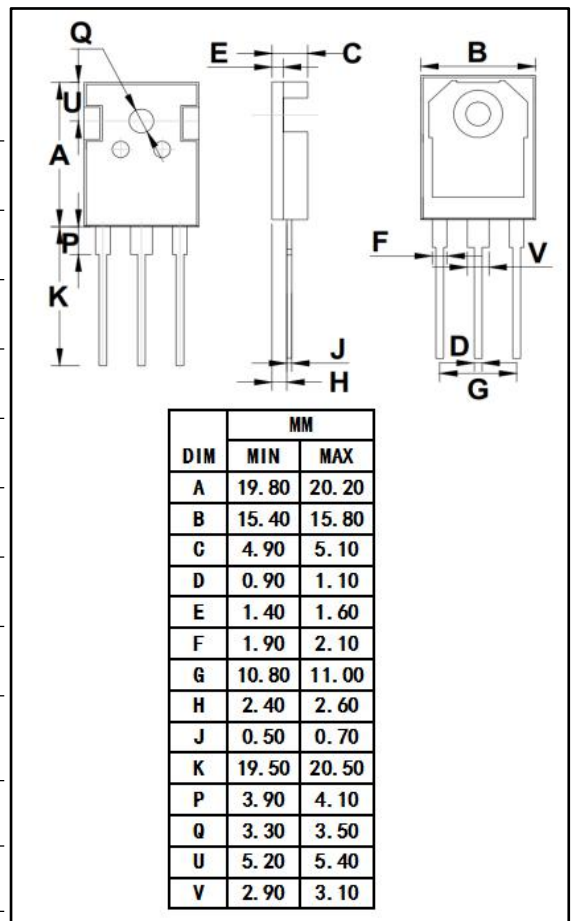 Q
E
C
B
U
A
P
K
F
V
J
H
D
G
MM
DIM MIN MAX
A 19.80 20.20
B 15.40 15.80
C 4.90 5.10
D 0.90 1.10
E 1.40 1.60
F 1.90 2.10
G 10.80 11.00
H 2.40 2.60
J 0.50 0.70
K 19.50 20.50
P 3.90 4.10
Q 3.30 3.50
U 5.20 5.40
V 2.90 3.10